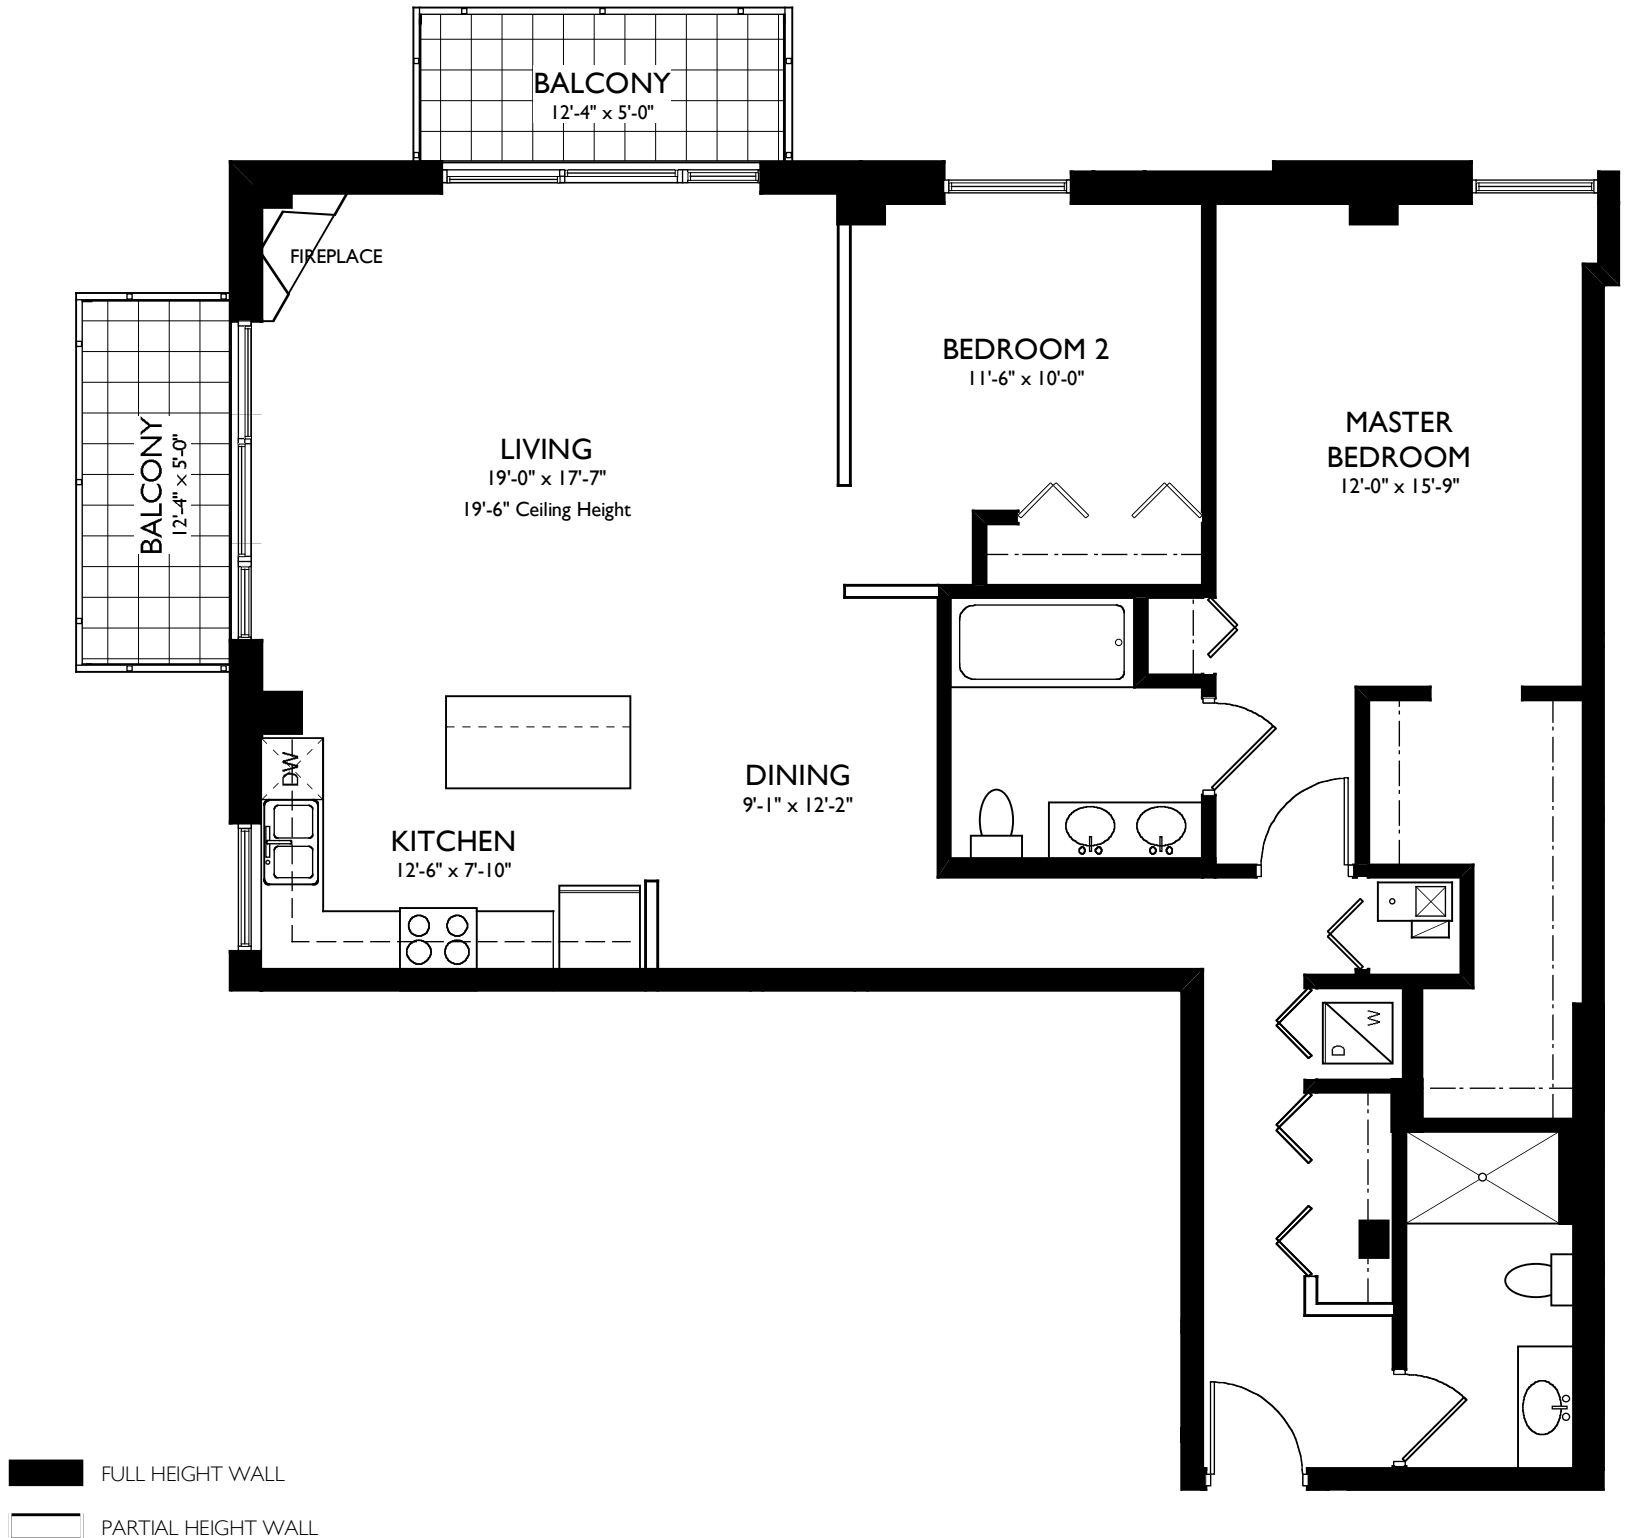 BALCONY
12'-4" x 5'-0"
FIREPLACE
BEDROOM 2
11'-6" x 10'-0"
LIVING
19'-0" x 17'-7"
19'-6" Ceiling Height
MASTER
BEDROOM
12'-0" x 15'-9"
BALCONY
12'-4" x 5'-0"
DW
DINING
9'-1" x 12'-2"
KITCHEN
12'-6" x 7'-10"
W
D
FULL HEIGHT WALL
PARTIAL HEIGHT WALL